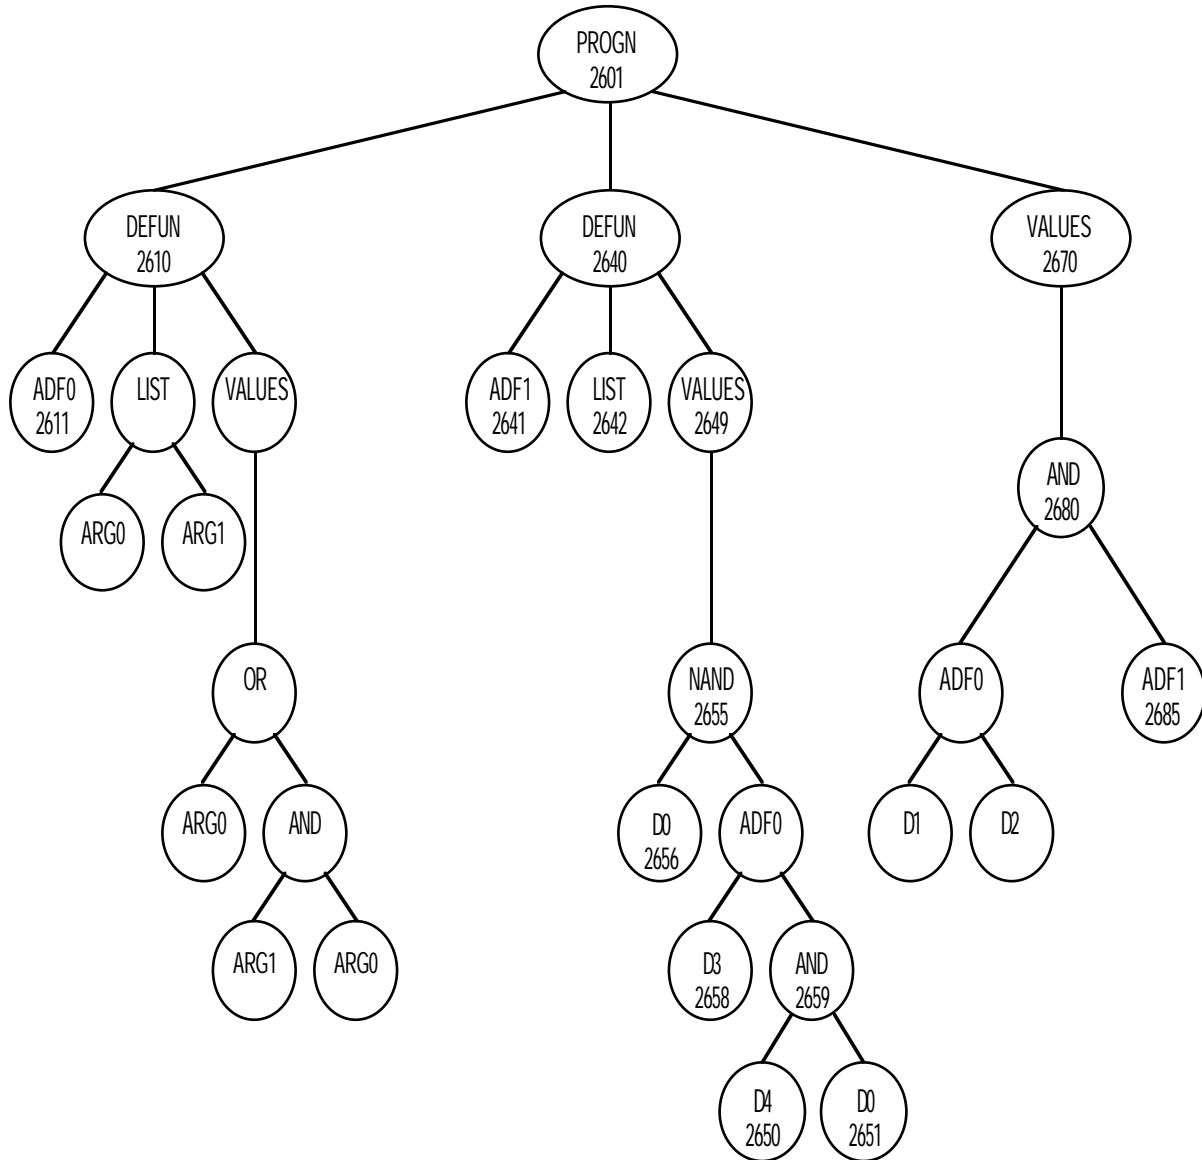 PROGN
2601
DEFUN
2610
DEFUN
2640
VALUES
2670
ADF0
2611
LIST
VALUES
ADF1
2641
LIST
2642
VALUES
2649
AND
2680
ARG0
ARG1
OR
NAND
2655
ADF0
ADF1
2685
ARG0
AND
D0
2656
ADF0
D1
D2
ARG1
ARG0
D3
2658
AND
2659
D4
2650
D0
2651